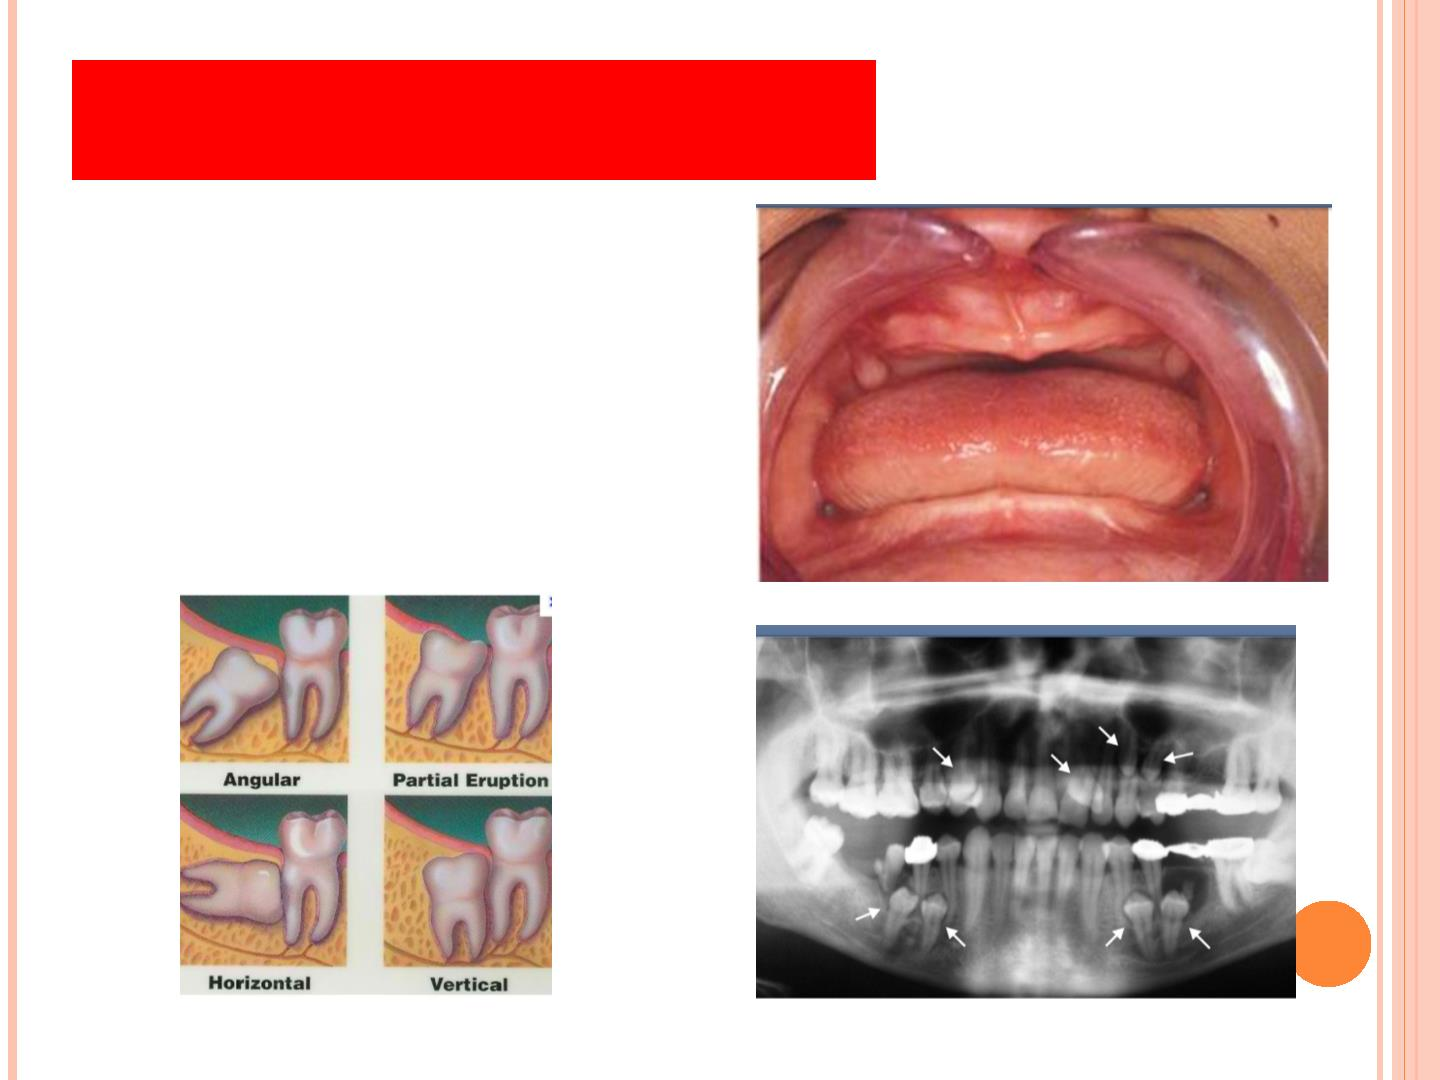 Angular
Partial Eruption
Horizontal
Vertical